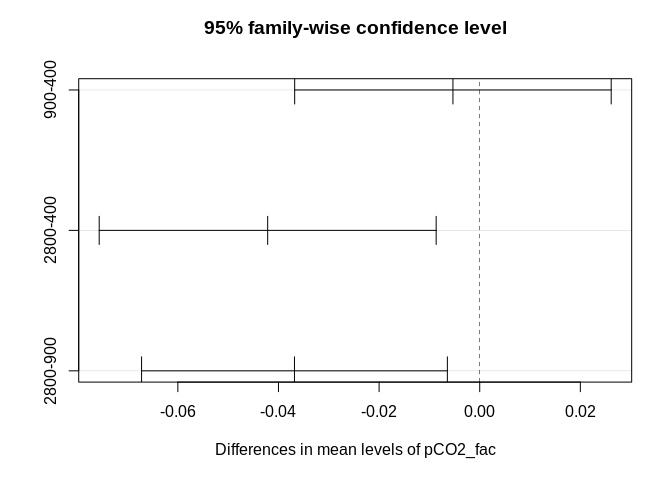 95% family-wise confidence level
900-400
2800-400
2800-900
-0.06 -0.04 -0.02 0.00 0.02
Differences in mean levels of pCO2_fac